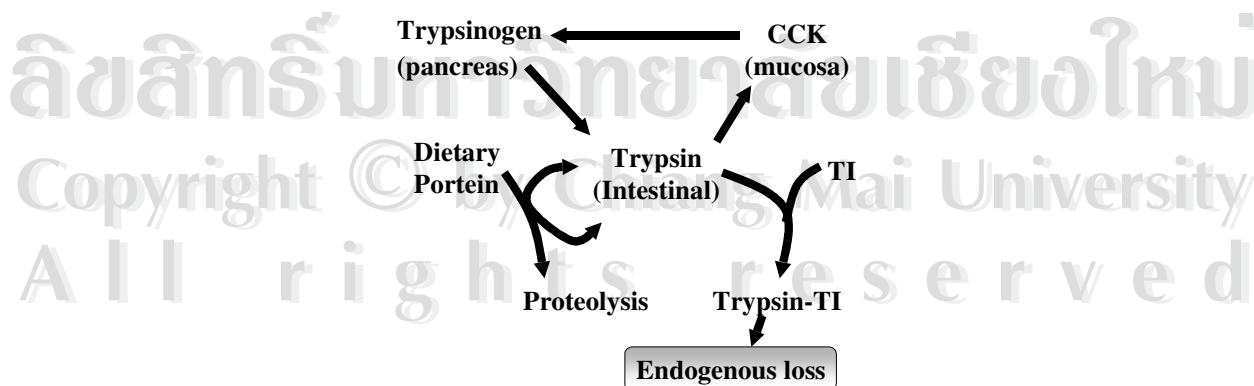 Trypsinogen
(pancreas)
CCK
(mucosa)
ลิขสิทธิ์มหาวิทยาลัยเชียงใหม่
Dietary
Portein
Trypsin
(Intestinal)
TI
Copyright © by Chiang Mai University
Proteolysis
Trypsin-TI
All rights reserved
Endogenous loss